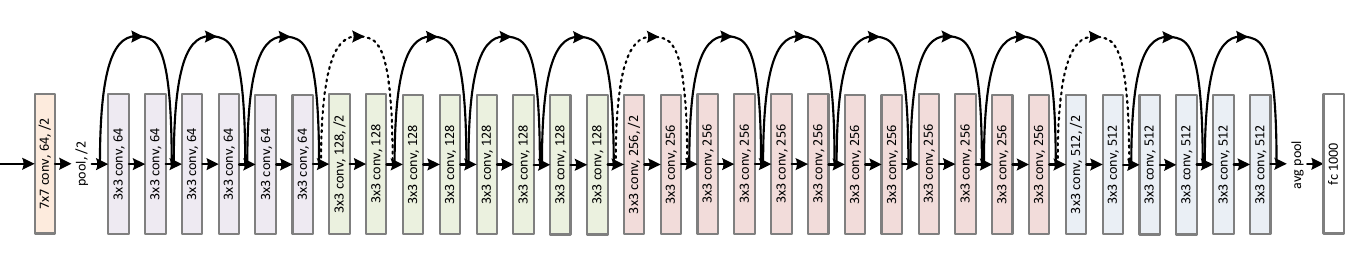 7x7 conv, 64, /2
pool, /2
3x3 conv, 64
3x3 conv, 64
3x3 conv, 64
3x3 conv, 64
3x3 conv, 64
3x3 conv, 64
3x3 conv, 128, /2
3x3 conv, 128
3x3 conv, 128
3x3 conv, 128
3x3 conv, 128
3x3 conv, 128
3x3 conv, 128
3x3 conv, 128
3x3 conv, 256, /2
3x3 conv, 256
3x3 conv, 256
3x3 conv, 256
3x3 conv, 256
3x3 conv, 256
3x3 conv, 256
3x3 conv, 256
3x3 conv, 256
3x3 conv, 256
3x3 conv, 256
3x3 conv, 256
3x3 conv, 512, /2
3x3 conv, 512
3x3 conv, 512
3x3 conv, 512
3x3 conv, 512
3x3 conv, 512
avg pool
fc 1000